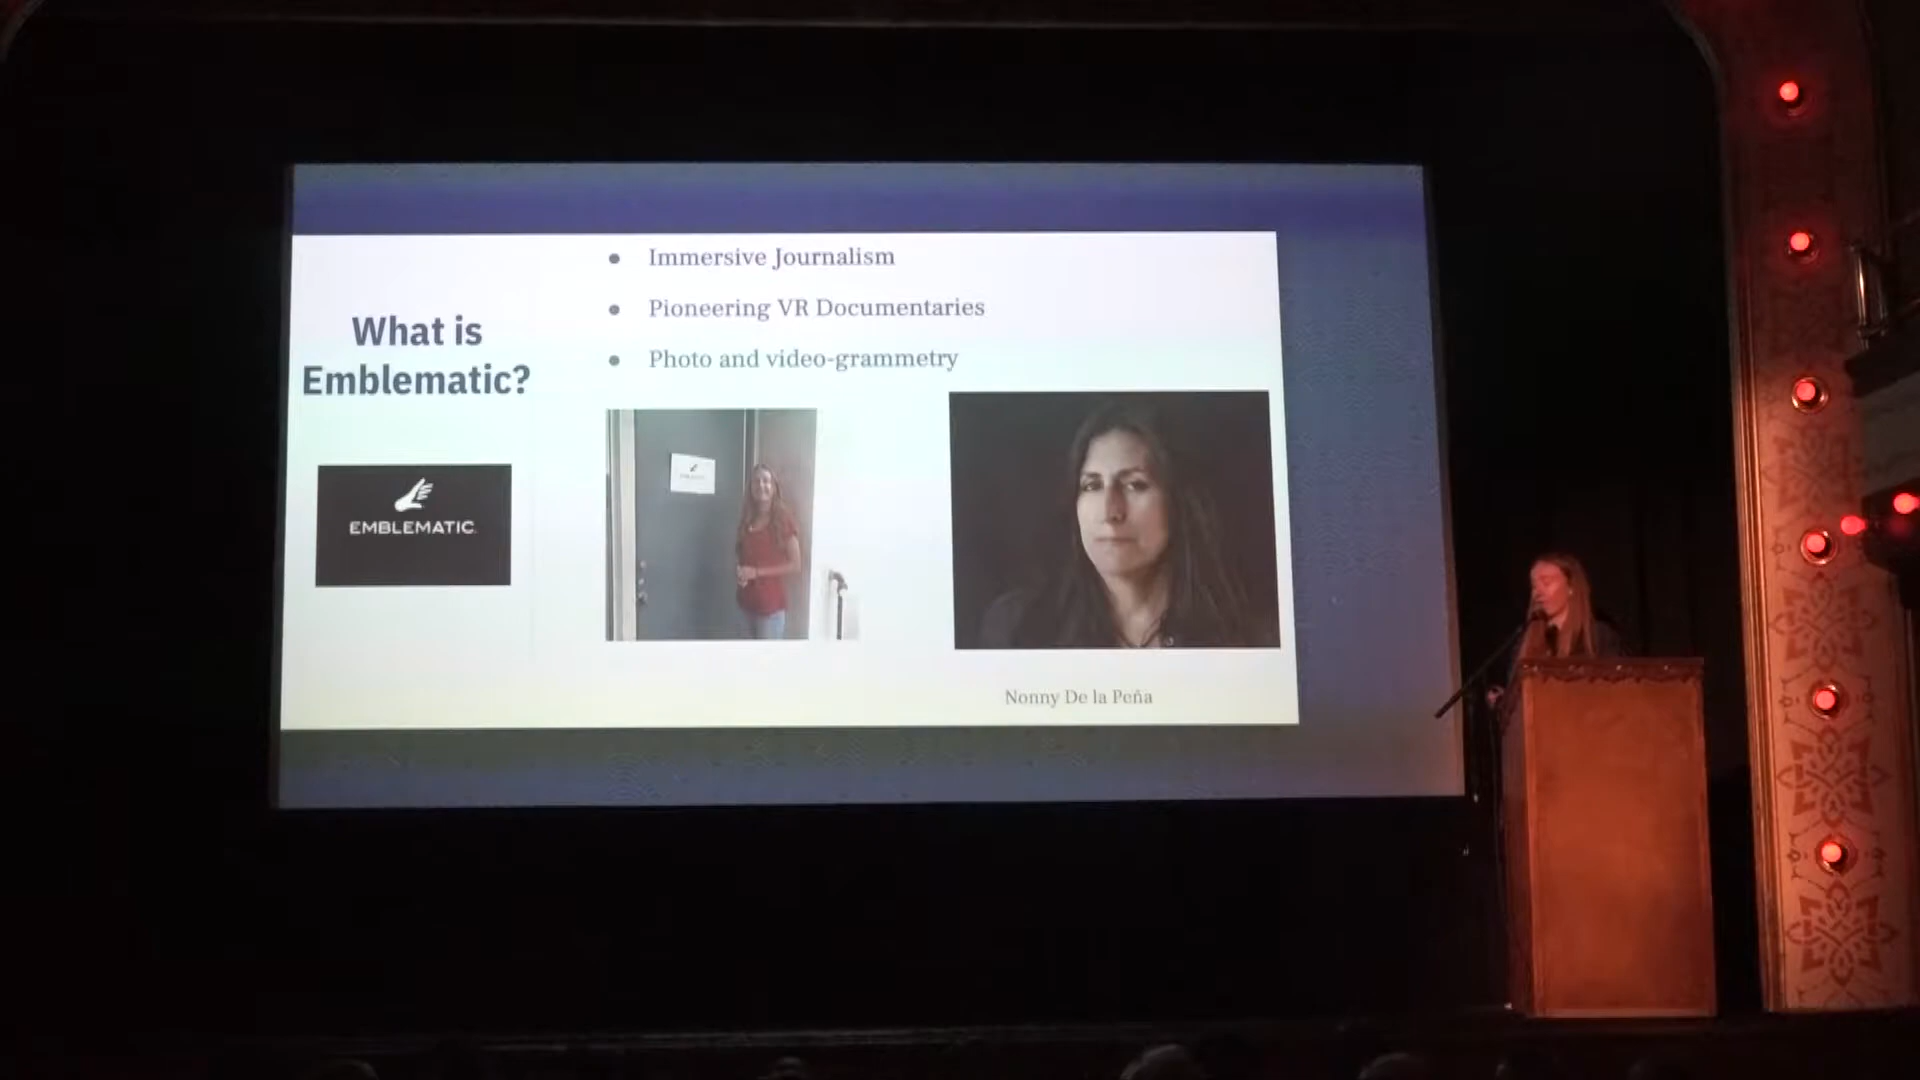 What is
Emblematic?
EMBLEMATIC
• Immersive Journalism
• Pioneering VR Documentaries
• Photo and video-grammetry
Nonny De la Peña